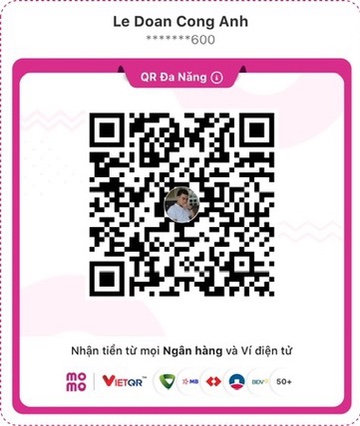 Le Doan Cong Anh
*******600
QR Đa Năng
Nhận tiền từ mọi Ngân hàng và Ví điện tử
mo mo VIETQR™ MB BIDV 50+